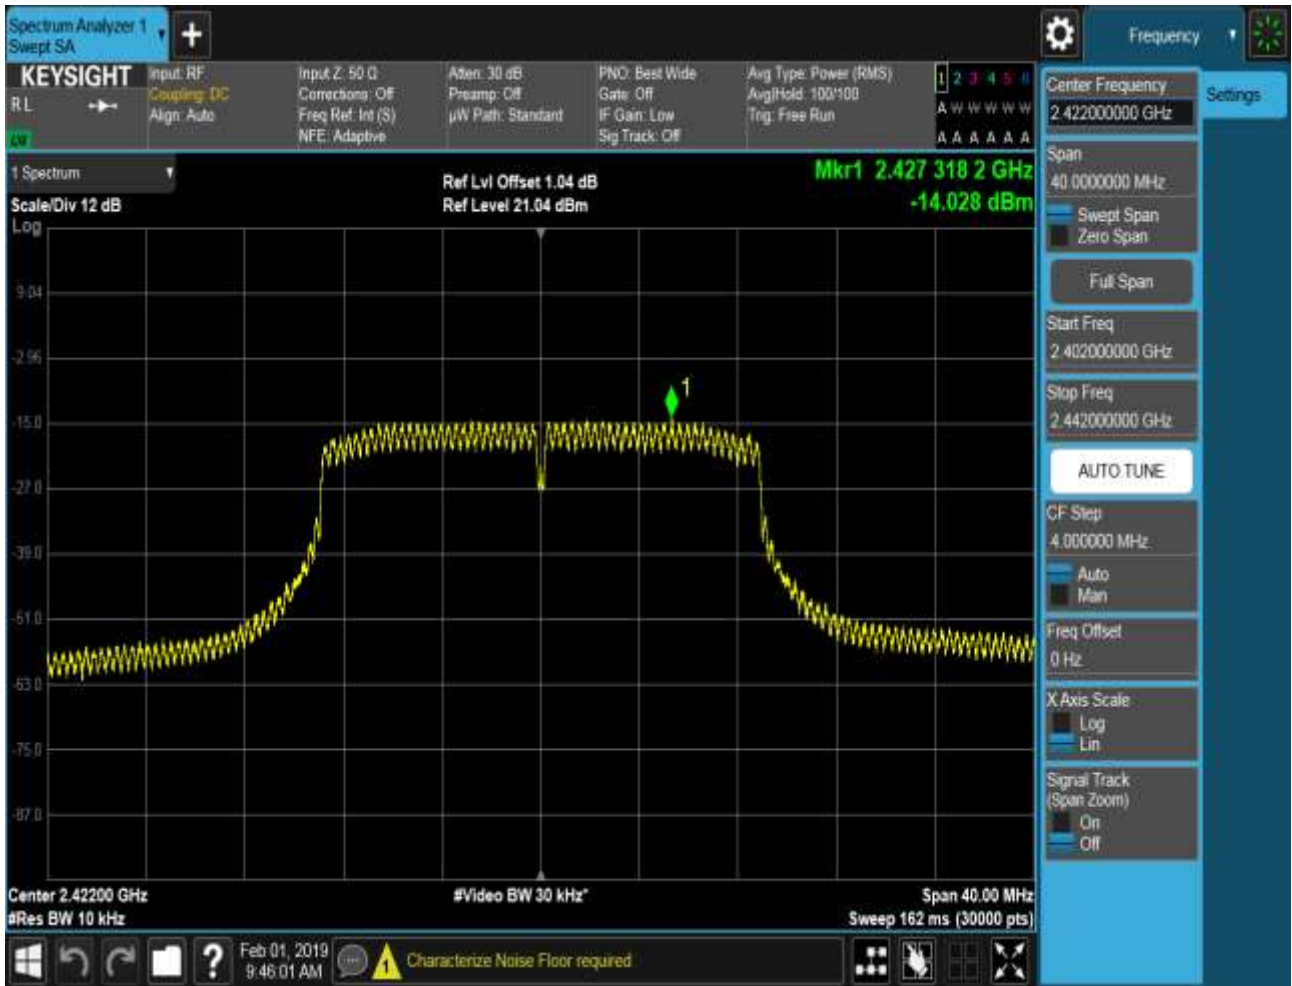 Spectrum Analyzer 1
Swept SA
+
Frequency
KEYSIGHT
R L
LXI
Input: RF
Coupling: DC
Align: Auto
Input Z: 50 Ω
Corrections: Off
Freq Ref: Int (S)
NFE: Adaptive
Atten: 30 dB
Preamp: Off
µW Path: Standard
PNO: Best Wide
Gate: Off
IF Gain: Low
Sig Track: Off
Avg Type: Power (RMS)
Avg|Hold: 100/100
Trig: Free Run
1 2 3 4 5 6
A W W W W W
A A A A A A
1 Spectrum
Scale/Div 12 dB
Log
Ref Lvl Offset 1.04 dB
Ref Level 21.04 dBm
Mkr1 2.427 318 2 GHz
-14.028 dBm
9.04
-2.96
-15.0
-27.0
-39.0
-51.0
-63.0
-75.0
-87.0
1
Center 2.42200 GHz
#Res BW 10 kHz
#Video BW 30 kHz*
Span 40.00 MHz
Sweep 162 ms (30000 pts)
Center Frequency
2.422000000 GHz
Settings
Span
40.0000000 MHz
Swept Span
Zero Span
Full Span
Start Freq
2.402000000 GHz
Stop Freq
2.442000000 GHz
AUTO TUNE
CF Step
4.000000 MHz
Auto
Man
Freq Offset
0 Hz
X Axis Scale
Log
Lin
Signal Track
(Span Zoom)
On
Off
?
Feb 01, 2019
9:46:01 AM
1
Characterize Noise Floor required